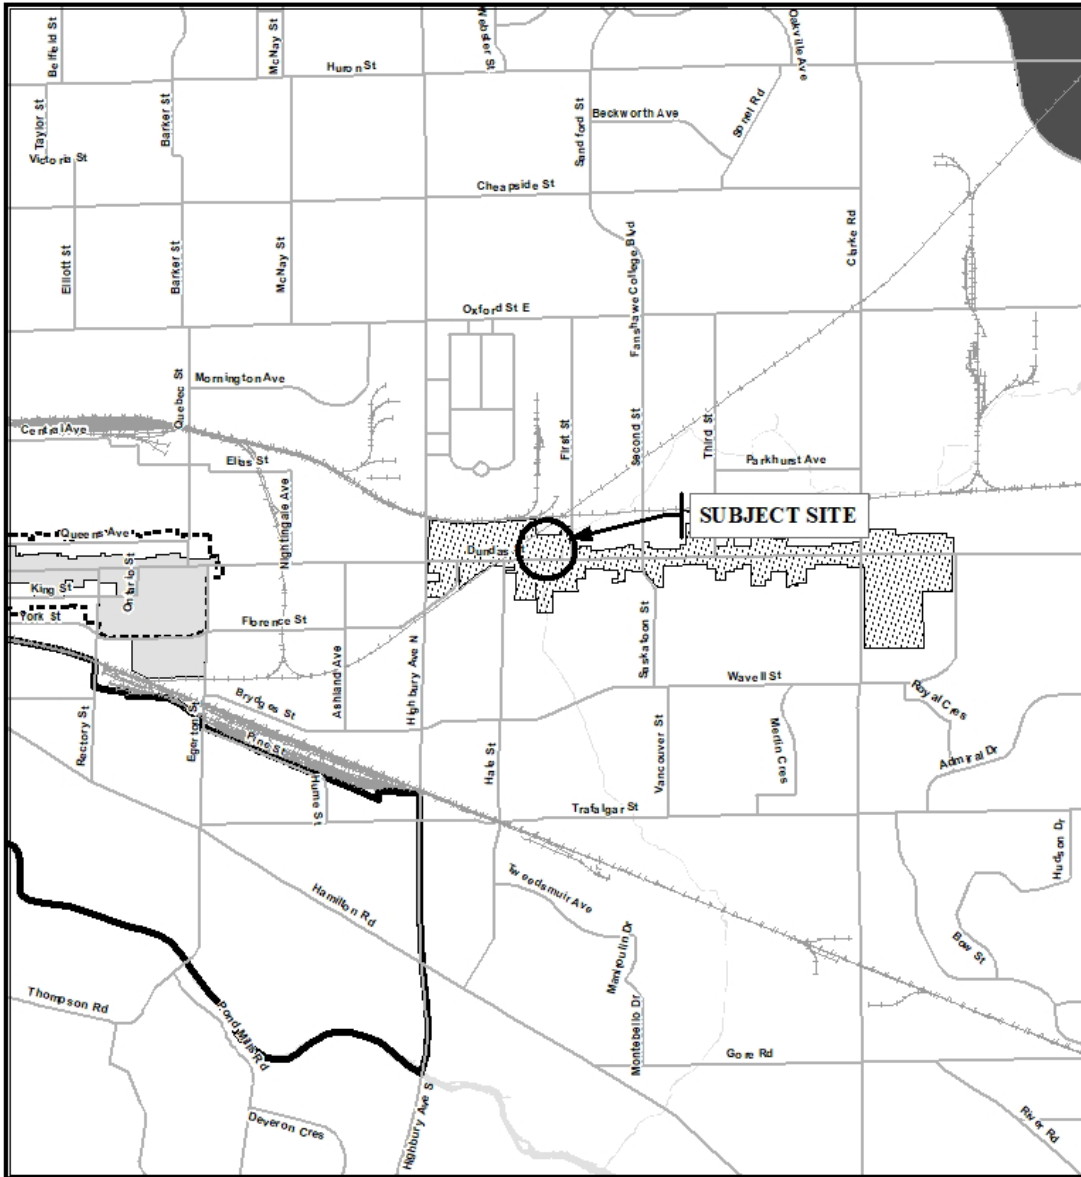 Belfield St
McNay St
Webster St
Oakville Ave
Huron St
Taylor St
Barker St
Sandford St
Beckworth Ave
Sorrel Rd
Victoria St
Cheapside St
Elliott St
Barker St
McNay St
Fanshawe College Blvd
Clarke Rd
Oxford St E
Quebec St
Mornington Ave
Central Ave
Elias St
First St
Second St
Third St
Parkhurst Ave
Nightingale Ave
SUBJECT SITE
Queens Ave
Dundas
King St
Ontario St
York St
Florence St
Ashland Ave
Highbury Ave N
Saskatoon St
Wavell St
Royal Cres
Rectory St
Egerton St
Brydges St
Pine St
Hume St
Hale St
Vancouver St
Merlin Cres
Admiral Dr
Trafalgar St
Hudson Dr
Hamilton Rd
Tweedsmuir Ave
Manitoulin Dr
Bow St
Thompson Rd
Pond Mills Rd
Montebello Dr
Gore Rd
Deveron Cres
Highbury Ave S
River Rd